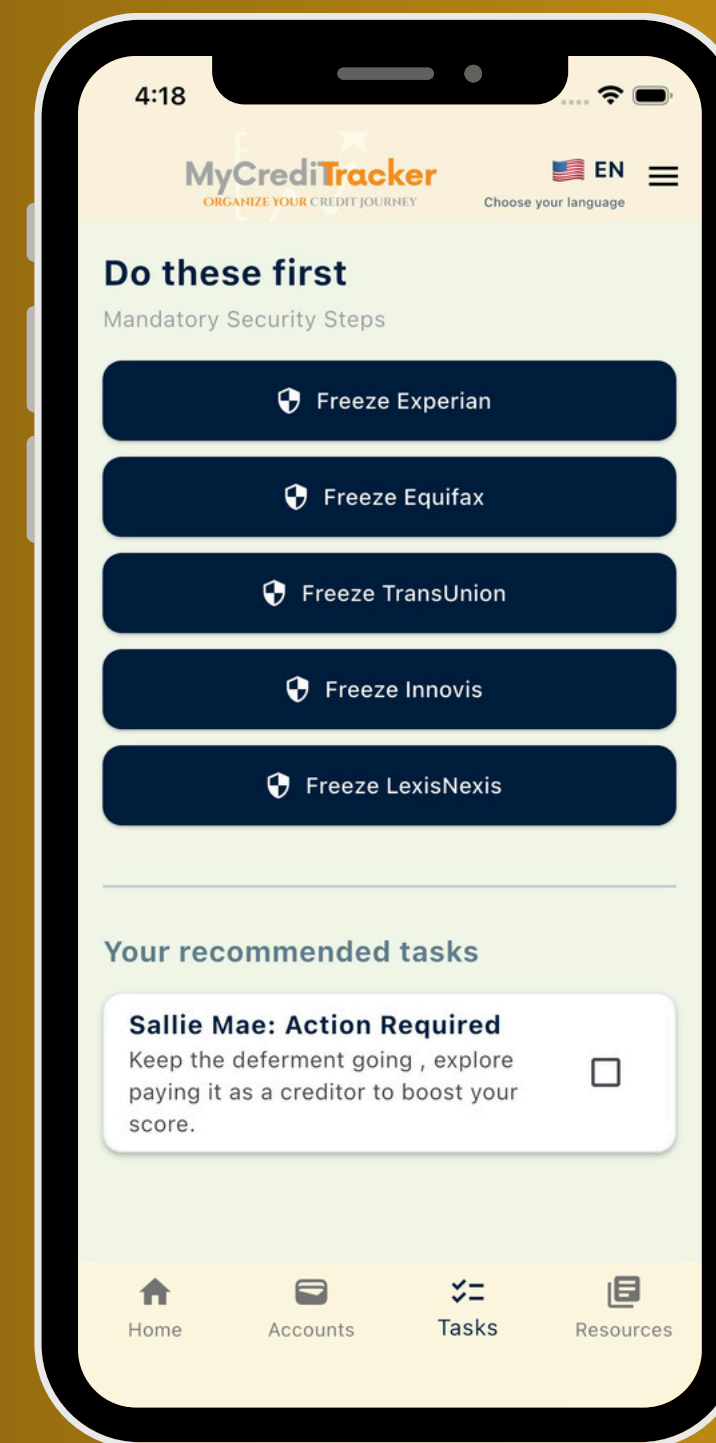 4:18
MyCrediTracker
ORGANIZE YOUR CREDIT JOURNEY
EN
Choose your language
Do these first
Mandatory Security Steps
Freeze Experian
Freeze Equifax
Freeze TransUnion
Freeze Innovis
Freeze LexisNexis
Your recommended tasks
Sallie Mae: Action Required
Keep the deferment going , explore
paying it as a creditor to boost your
score.
Home Accounts Tasks Resources